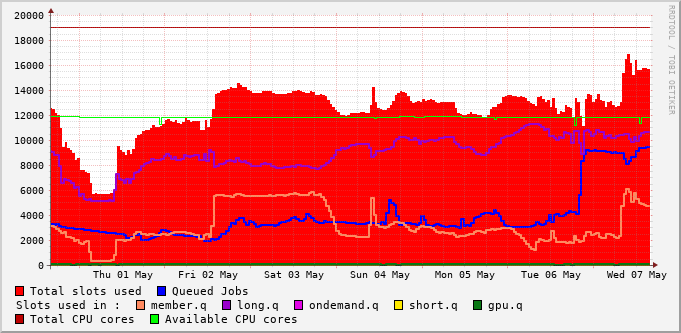 20000
18000
16000
14000
12000
10000
8000
6000
4000
2000
0
Thu 01 May Fri 02 May Sat 03 May Sun 04 May Mon 05 May Tue 06 May Wed 07 May
Total slots used Queued Jobs
Slots used in : member.q long.q ondemand.q short.q gpu.q
Total CPU cores Available CPU cores
RRDTOOL / TOBI OETIKER